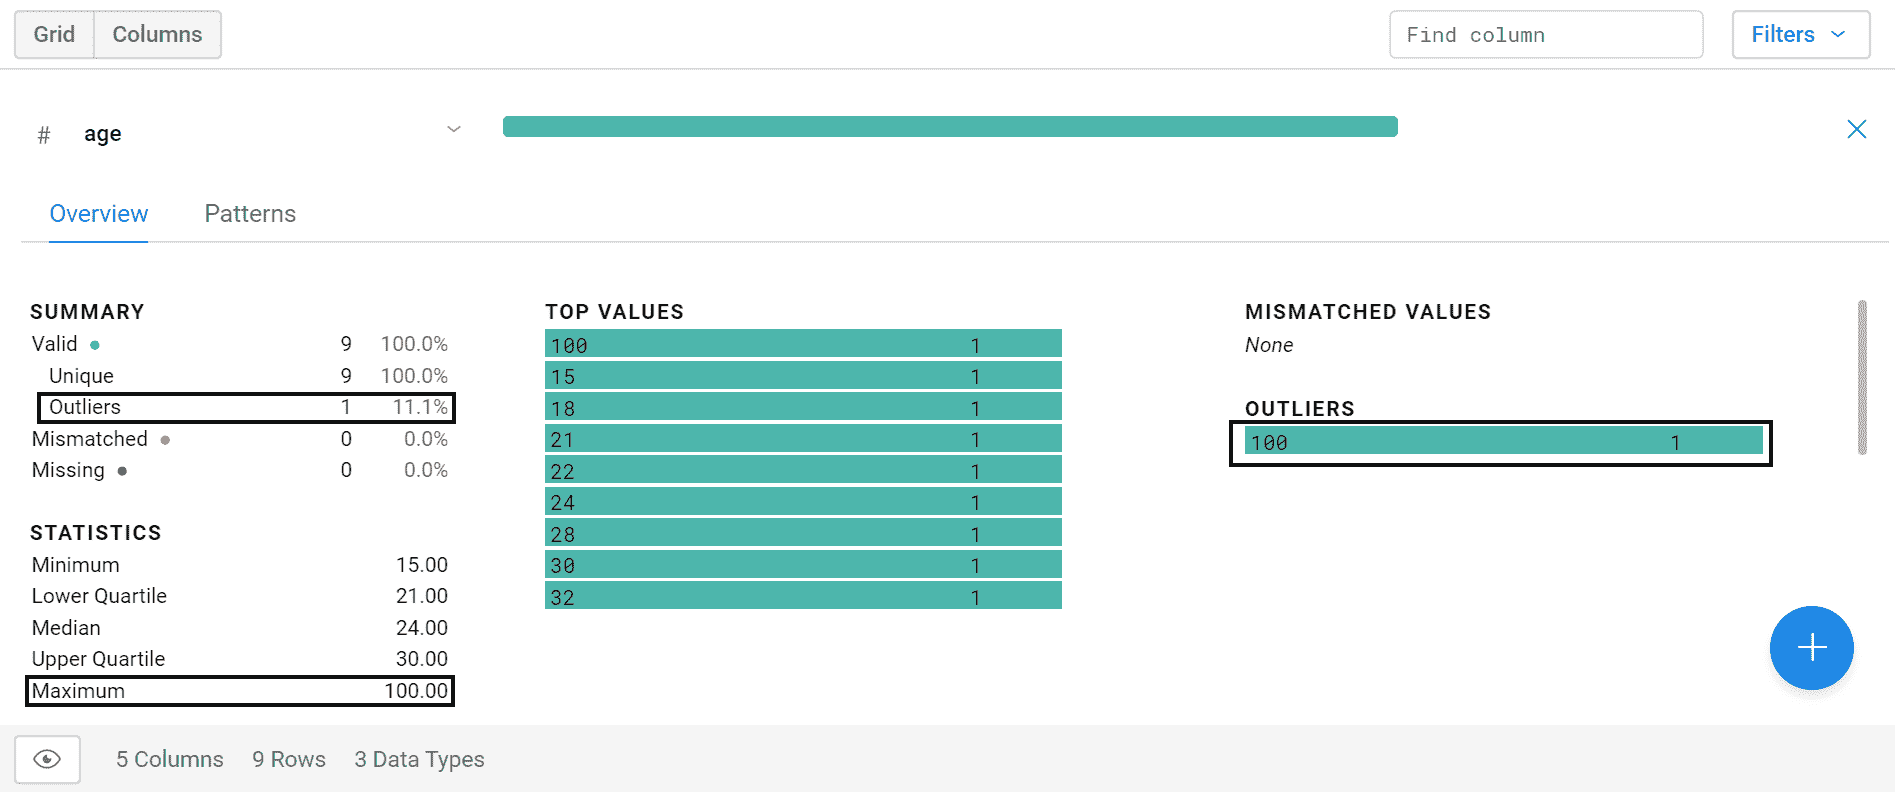 Grid Columns Find column Filters
# age
Overview Patterns
SUMMARY
Valid 9 100.0%
Unique 9 100.0%
Outliers 1 11.1%
Mismatched 0 0.0%
Missing 0 0.0%
STATISTICS
Minimum 15.00
Lower Quartile 21.00
Median 24.00
Upper Quartile 30.00
Maximum 100.00
TOP VALUES
100 1
15 1
18 1
21 1
22 1
24 1
28 1
30 1
32 1
MISMATCHED VALUES
None
OUTLIERS
100 1
5 Columns 9 Rows 3 Data Types